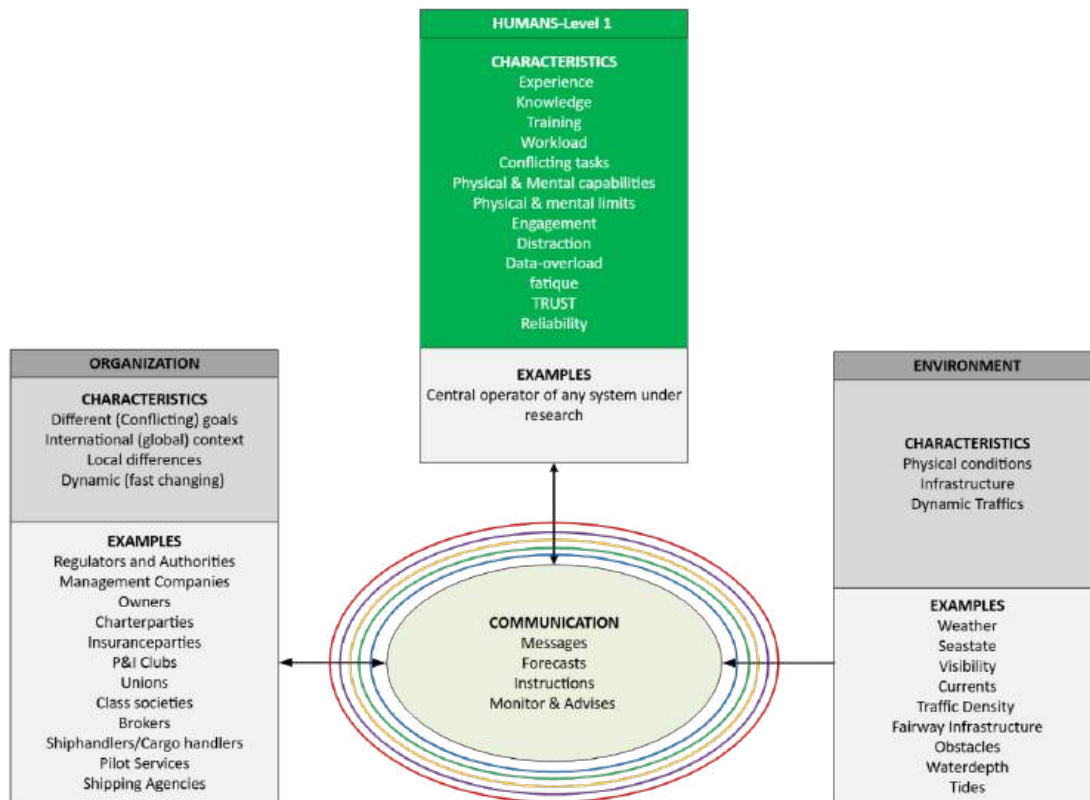 HUMANS-Level 1
CHARACTERISTICS
Experience
Knowledge
Training
Workload
Conflicting tasks
Physical & Mental capabilities
Physical & mental limits
Engagement
Distraction
Data-overload
fatique
TRUST
Reliability
EXAMPLES
Central operator of any system under
research
ORGANIZATION
CHARACTERISTICS
Different (Conflicting) goals
International (global) context
Local differences
Dynamic (fast changing)
EXAMPLES
Regulators and Authorities
Management Companies
Owners
Charterparties
Insuranceparties
P&I Clubs
Unions
Class societies
Brokers
Shiphandlers/Cargo handlers
Pilot Services
Shipping Agencies
COMMUNICATION
Messages
Forecasts
Instructions
Monitor & Advises
ENVIRONMENT
CHARACTERISTICS
Physical conditions
Infrastructure
Dynamic Traffics
EXAMPLES
Weather
Seastate
Visibility
Currents
Traffic Density
Fairway Infrastructure
Obstacles
Waterdepth
Tides